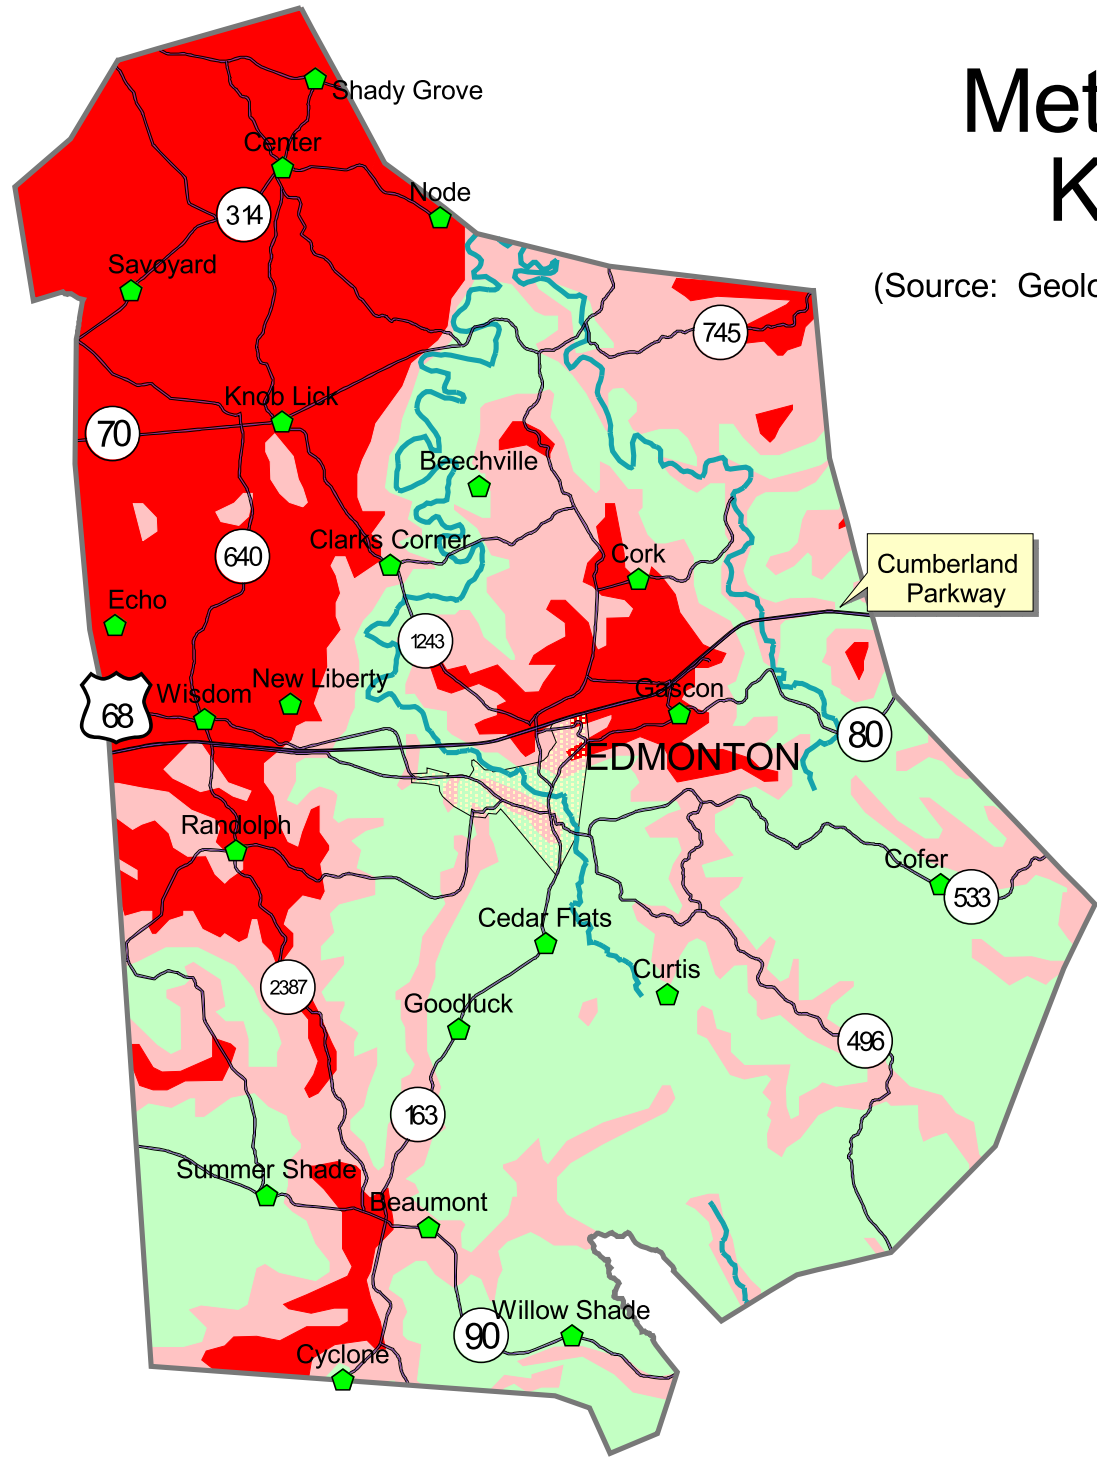 Met
K
(Source: Geolo
Shady Grove
Center
Node
314
Savoyard
745
Knob Lick
70
Beechville
Clarks Corner
640
Cork
Cumberland
Parkway
Echo
1243
New Liberty
Wisdom
Gascon
68
80
EDMONTON
Randolph
Cofer
533
Cedar Flats
Curtis
2387
Goodluck
496
163
Summer Shade
Beaumont
Willow Shade
90
Cyclone